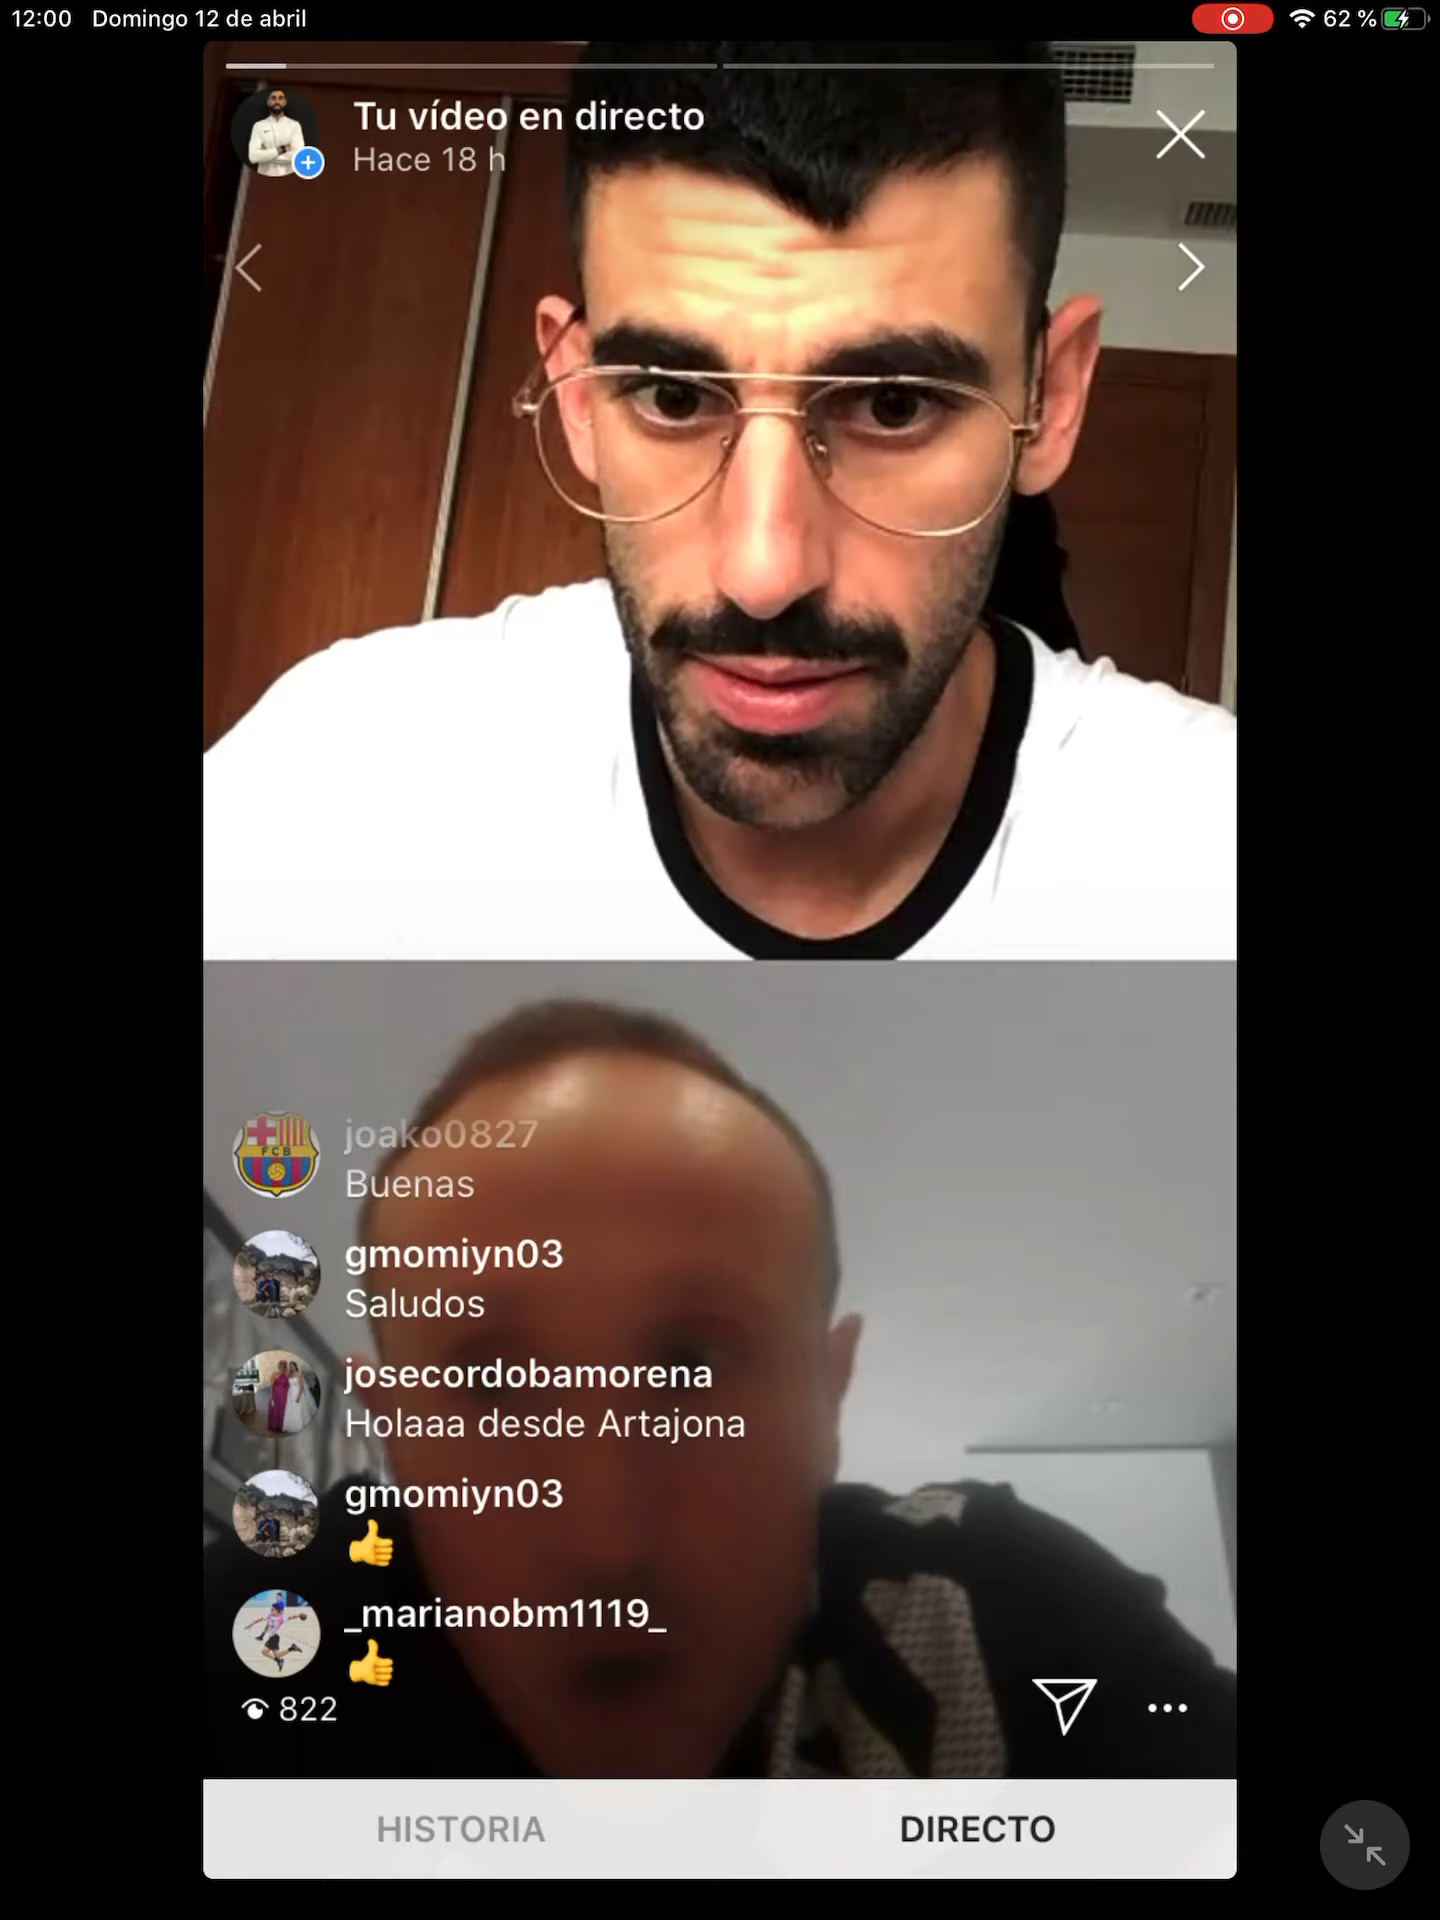 12:00 Domingo 12 de abril 62 %
Tu vídeo en directo
Hace 18 h
joako0827
FCB
Buenas
gmomiyn03
Saludos
josecordobamorena
Holaaa desde Artajona
gmomiyn03
👍
_marianobm1119_
👍
822
HISTORIA DIRECTO